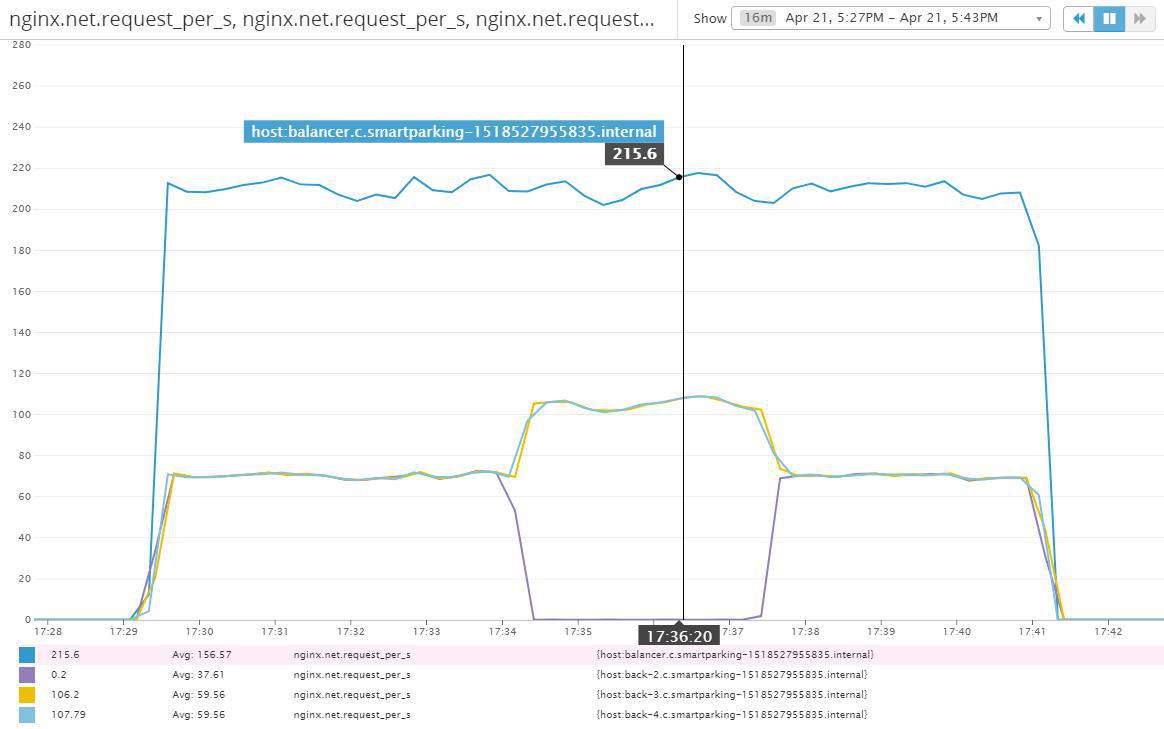 nginx.net.request_per_s, nginx.net.request_per_s, nginx.net.request...
Show 16m Apr 21, 5:27PM – Apr 21, 5:43PM
280
260
240
host:balancer.c.smartparking-1518527955835.internal
215.6
220
200
180
160
140
120
100
80
60
40
20
0
17:28 17:29 17:30 17:31 17:32 17:33 17:34 17:35 17:36:20 7:37 17:38 17:39 17:40 17:41 17:42
215.6 Avg: 156.57 nginx.net.request_per_s {host:balancer.c.smartparking-1518527955835.internal}
0.2 Avg: 37.61 nginx.net.request_per_s {host:back-2.c.smartparking-1518527955835.internal}
106.2 Avg: 59.56 nginx.net.request_per_s {host:back-3.c.smartparking-1518527955835.internal}
107.79 Avg: 59.56 nginx.net.request_per_s {host:back-4.c.smartparking-1518527955835.internal}